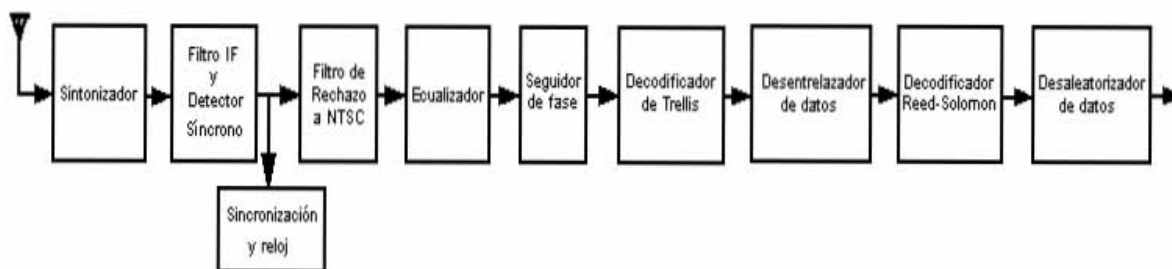 Sintonizador
Filtro IF
y
Detector
Síncrono
Filtro de
Rechazo
a NTSC
Ecualizador
Seguidor
de fase
Decodificador
de Trellis
Desentrelazador
de datos
Decodificador
Reed-Solomon
Desaleatorizador
de datos
Sincronización
y reloj